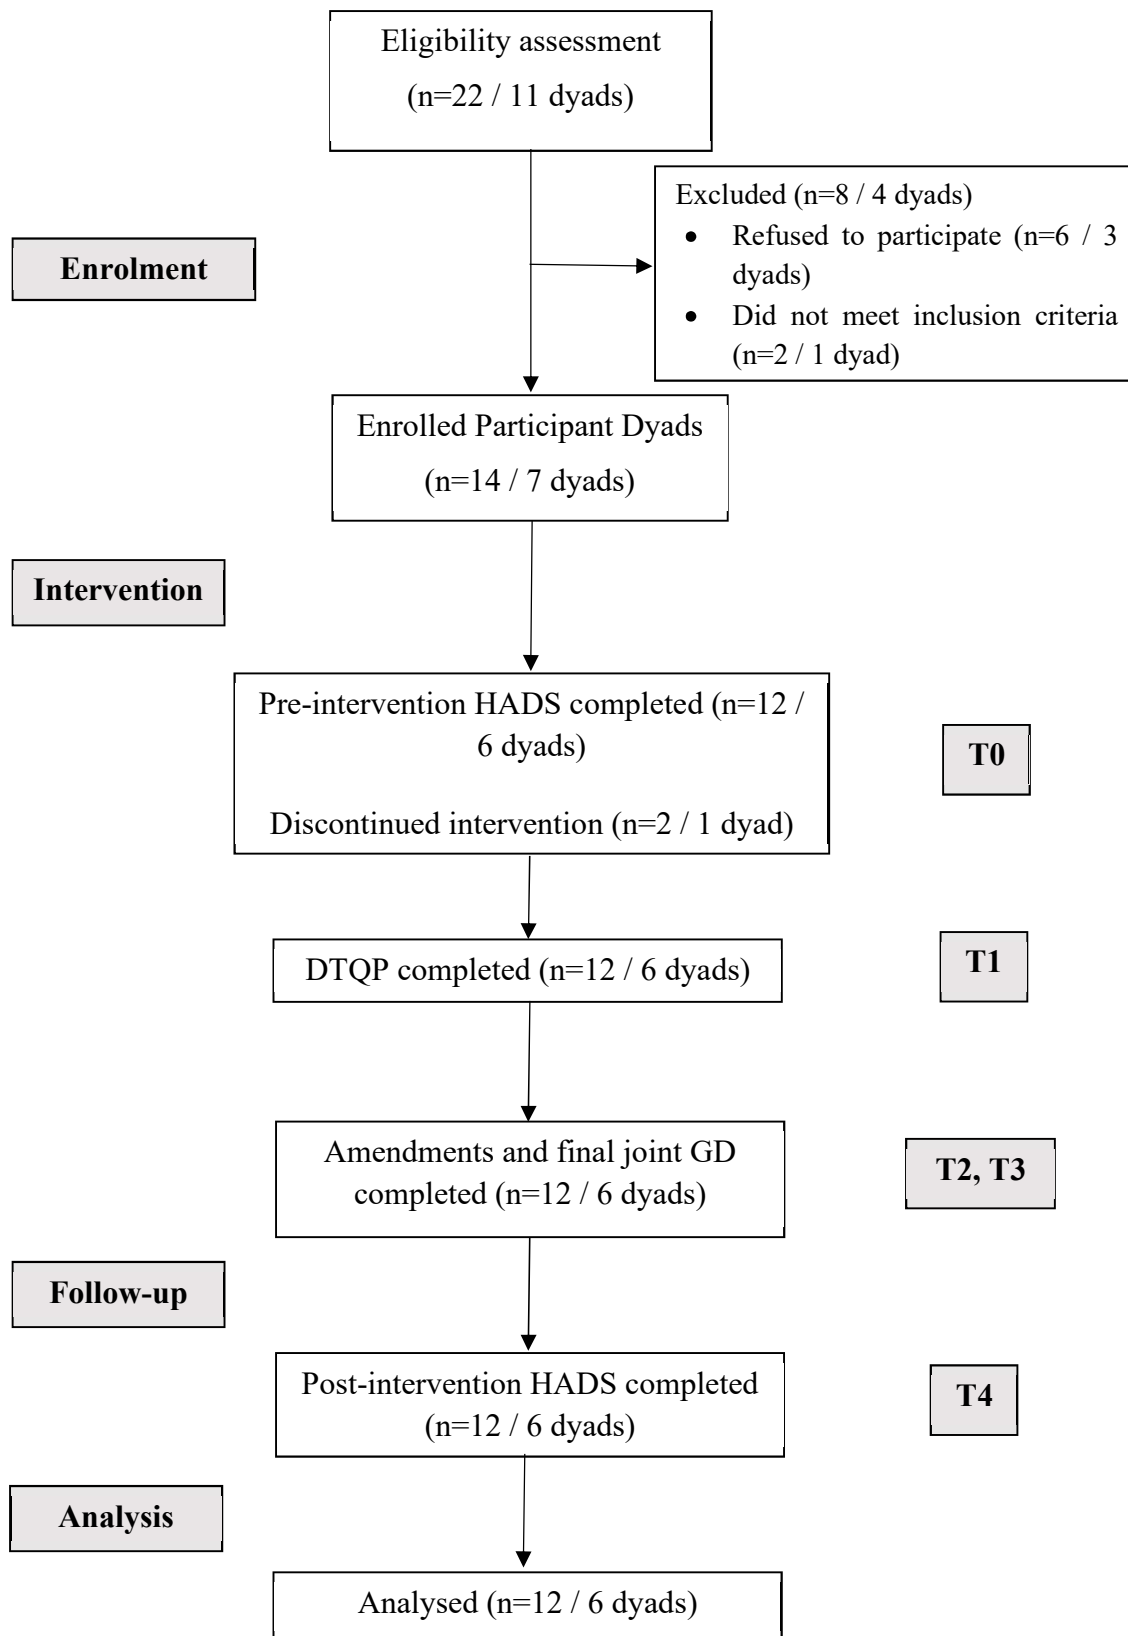 Eligibility assessment
(n=22 / 11 dyads)
Excluded (n=8 / 4 dyads)
• Refused to participate (n=6 / 3
dyads)
• Did not meet inclusion criteria
(n=2 / 1 dyad)
Enrolment
Enrolled Participant Dyads
(n=14 / 7 dyads)
Intervention
Pre-intervention HADS completed (n=12 /
6 dyads)
Discontinued intervention (n=2 / 1 dyad)
T0
DTQP completed (n=12 / 6 dyads)
T1
Amendments and final joint GD
completed (n=12 / 6 dyads)
T2, T3
Follow-up
Post-intervention HADS completed
(n=12 / 6 dyads)
T4
Analysis
Analysed (n=12 / 6 dyads)